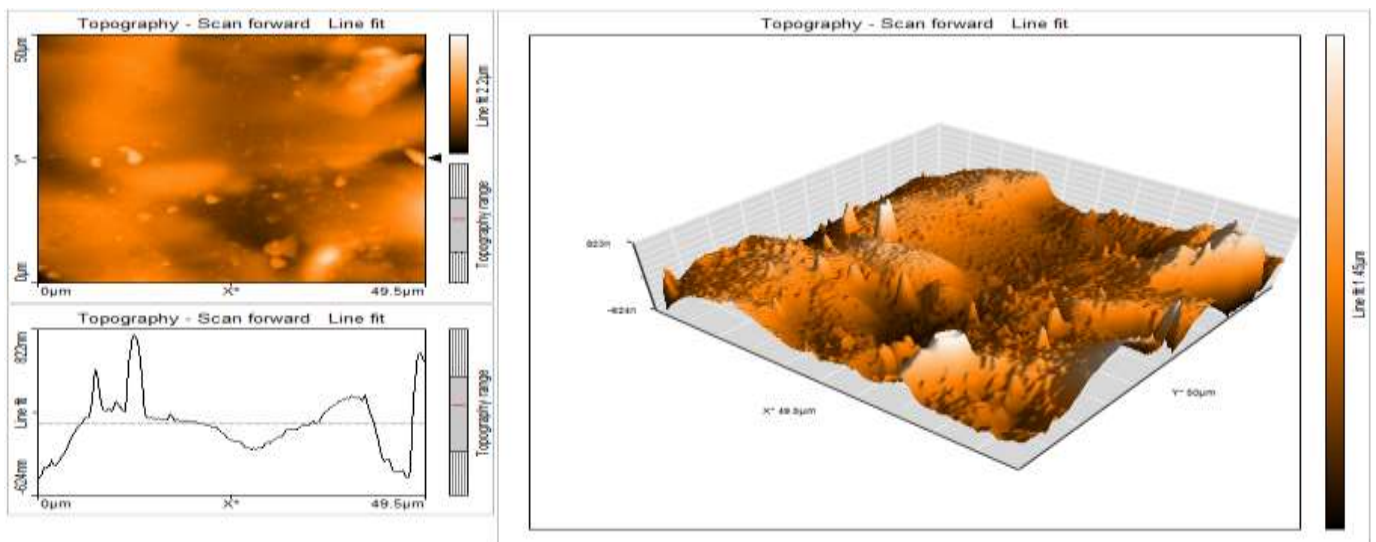 Topography - Scan forward Line fit
50µm
Y*
0µm
0µm X* 49.5µm
Line fit 2.2µm
Topography range
Topography - Scan forward Line fit
822nm
Line fit
-624nm
0µm X* 49.5µm
Topography range
Topography - Scan forward Line fit
823n
-624n
X* 49.5µm
Y* 50µm
Line fit 1.45µm